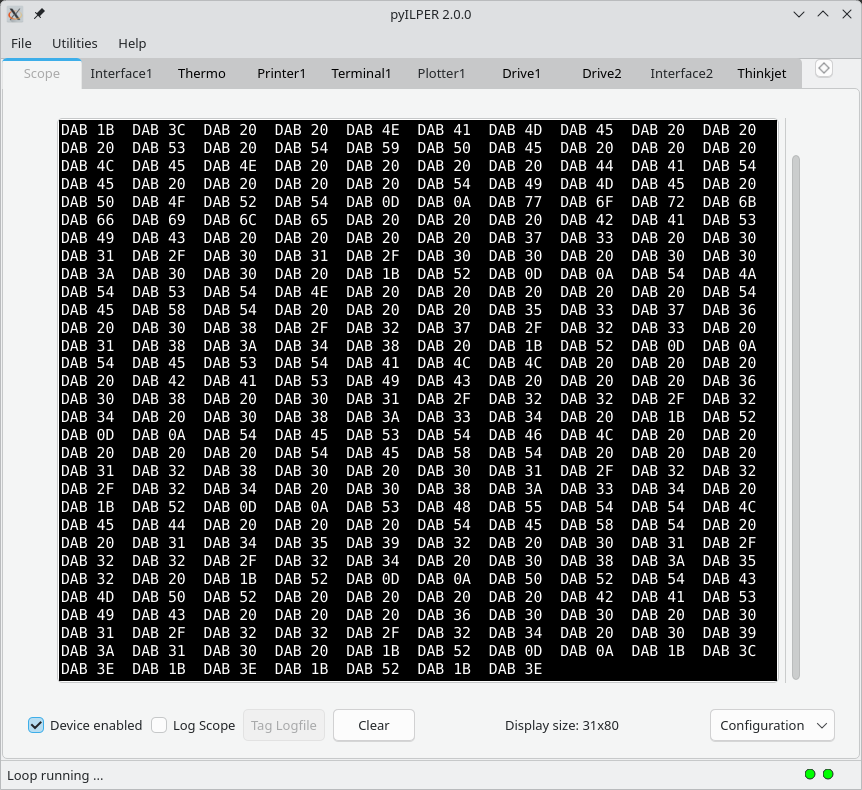 pyILPER 2.0.0
File Utilities Help
Scope Interface1 Thermo Printer1 Terminal1 Plotter1 Drive1 Drive2 Interface2 Thinkjet
DAB 1B DAB 3C DAB 20 DAB 20 DAB 4E DAB 41 DAB 4D DAB 45 DAB 20 DAB 20
DAB 20 DAB 53 DAB 20 DAB 54 DAB 59 DAB 50 DAB 45 DAB 20 DAB 20 DAB 20
DAB 4C DAB 45 DAB 4E DAB 20 DAB 20 DAB 20 DAB 20 DAB 44 DAB 41 DAB 54
DAB 45 DAB 20 DAB 20 DAB 20 DAB 20 DAB 54 DAB 49 DAB 4D DAB 45 DAB 20
DAB 50 DAB 4F DAB 52 DAB 54 DAB 0D DAB 0A DAB 77 DAB 6F DAB 72 DAB 6B
DAB 66 DAB 69 DAB 6C DAB 65 DAB 20 DAB 20 DAB 20 DAB 42 DAB 41 DAB 53
DAB 49 DAB 43 DAB 20 DAB 20 DAB 20 DAB 20 DAB 37 DAB 33 DAB 20 DAB 30
DAB 31 DAB 2F DAB 30 DAB 31 DAB 2F DAB 30 DAB 30 DAB 20 DAB 30 DAB 30
DAB 3A DAB 30 DAB 30 DAB 20 DAB 1B DAB 52 DAB 0D DAB 0A DAB 54 DAB 4A
DAB 54 DAB 53 DAB 54 DAB 4E DAB 20 DAB 20 DAB 20 DAB 20 DAB 20 DAB 54
DAB 45 DAB 58 DAB 54 DAB 20 DAB 20 DAB 20 DAB 35 DAB 33 DAB 37 DAB 36
DAB 20 DAB 30 DAB 38 DAB 2F DAB 32 DAB 37 DAB 2F DAB 32 DAB 33 DAB 20
DAB 31 DAB 38 DAB 3A DAB 34 DAB 38 DAB 20 DAB 1B DAB 52 DAB 0D DAB 0A
DAB 54 DAB 45 DAB 53 DAB 54 DAB 41 DAB 4C DAB 4C DAB 20 DAB 20 DAB 20
DAB 20 DAB 42 DAB 41 DAB 53 DAB 49 DAB 43 DAB 20 DAB 20 DAB 20 DAB 36
DAB 30 DAB 38 DAB 20 DAB 30 DAB 31 DAB 2F DAB 32 DAB 32 DAB 2F DAB 32
DAB 34 DAB 20 DAB 30 DAB 38 DAB 3A DAB 33 DAB 34 DAB 20 DAB 1B DAB 52
DAB 0D DAB 0A DAB 54 DAB 45 DAB 53 DAB 54 DAB 46 DAB 4C DAB 20 DAB 20
DAB 20 DAB 20 DAB 20 DAB 54 DAB 45 DAB 58 DAB 54 DAB 20 DAB 20 DAB 20
DAB 31 DAB 32 DAB 38 DAB 30 DAB 20 DAB 30 DAB 31 DAB 2F DAB 32 DAB 32
DAB 2F DAB 32 DAB 34 DAB 20 DAB 30 DAB 38 DAB 3A DAB 33 DAB 34 DAB 20
DAB 1B DAB 52 DAB 0D DAB 0A DAB 53 DAB 48 DAB 55 DAB 54 DAB 54 DAB 4C
DAB 45 DAB 44 DAB 20 DAB 20 DAB 20 DAB 54 DAB 45 DAB 58 DAB 54 DAB 20
DAB 20 DAB 31 DAB 34 DAB 35 DAB 39 DAB 32 DAB 20 DAB 30 DAB 31 DAB 2F
DAB 32 DAB 32 DAB 2F DAB 32 DAB 34 DAB 20 DAB 30 DAB 38 DAB 3A DAB 35
DAB 32 DAB 20 DAB 1B DAB 52 DAB 0D DAB 0A DAB 50 DAB 52 DAB 54 DAB 43
DAB 4D DAB 50 DAB 52 DAB 20 DAB 20 DAB 20 DAB 20 DAB 42 DAB 41 DAB 53
DAB 49 DAB 43 DAB 20 DAB 20 DAB 20 DAB 36 DAB 30 DAB 30 DAB 20 DAB 30
DAB 31 DAB 2F DAB 32 DAB 32 DAB 2F DAB 32 DAB 34 DAB 20 DAB 30 DAB 39
DAB 3A DAB 31 DAB 30 DAB 20 DAB 1B DAB 52 DAB 0D DAB 0A DAB 1B DAB 3C
DAB 3E DAB 1B DAB 3E DAB 1B DAB 52 DAB 1B DAB 3E
Device enabled Log Scope Tag Logfile Clear Display size: 31x80 Configuration
Loop running ...